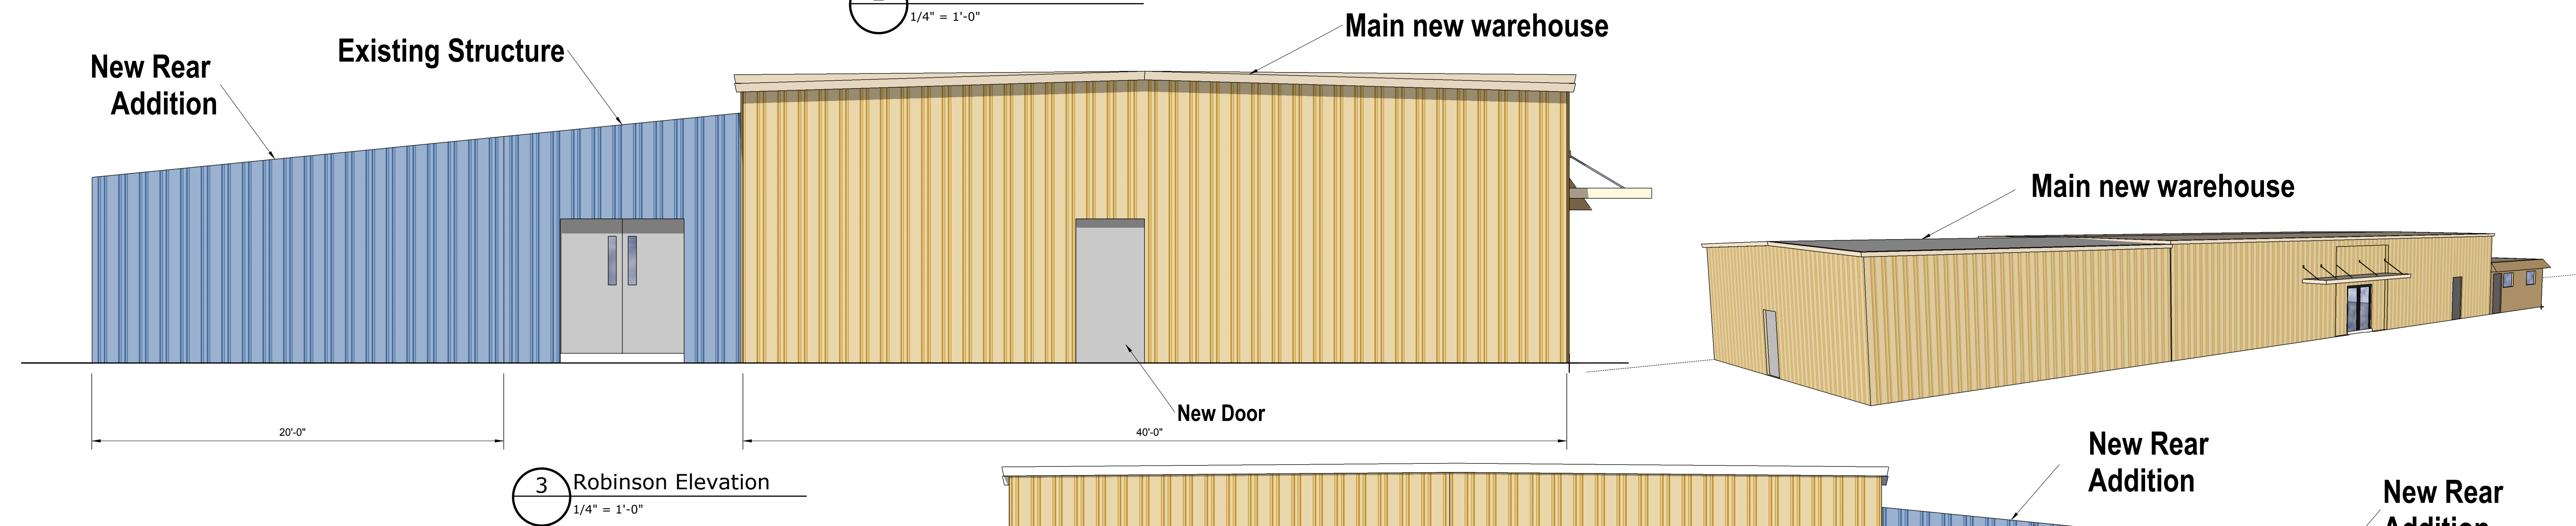 1/4" = 1'-0"
Main new warehouse
Existing Structure
New Rear
Addition
Main new warehouse
New Door
20'-0"
40'-0"
3
Robinson Elevation
1/4" = 1'-0"
New Rear
Addition
New Rear
Addition